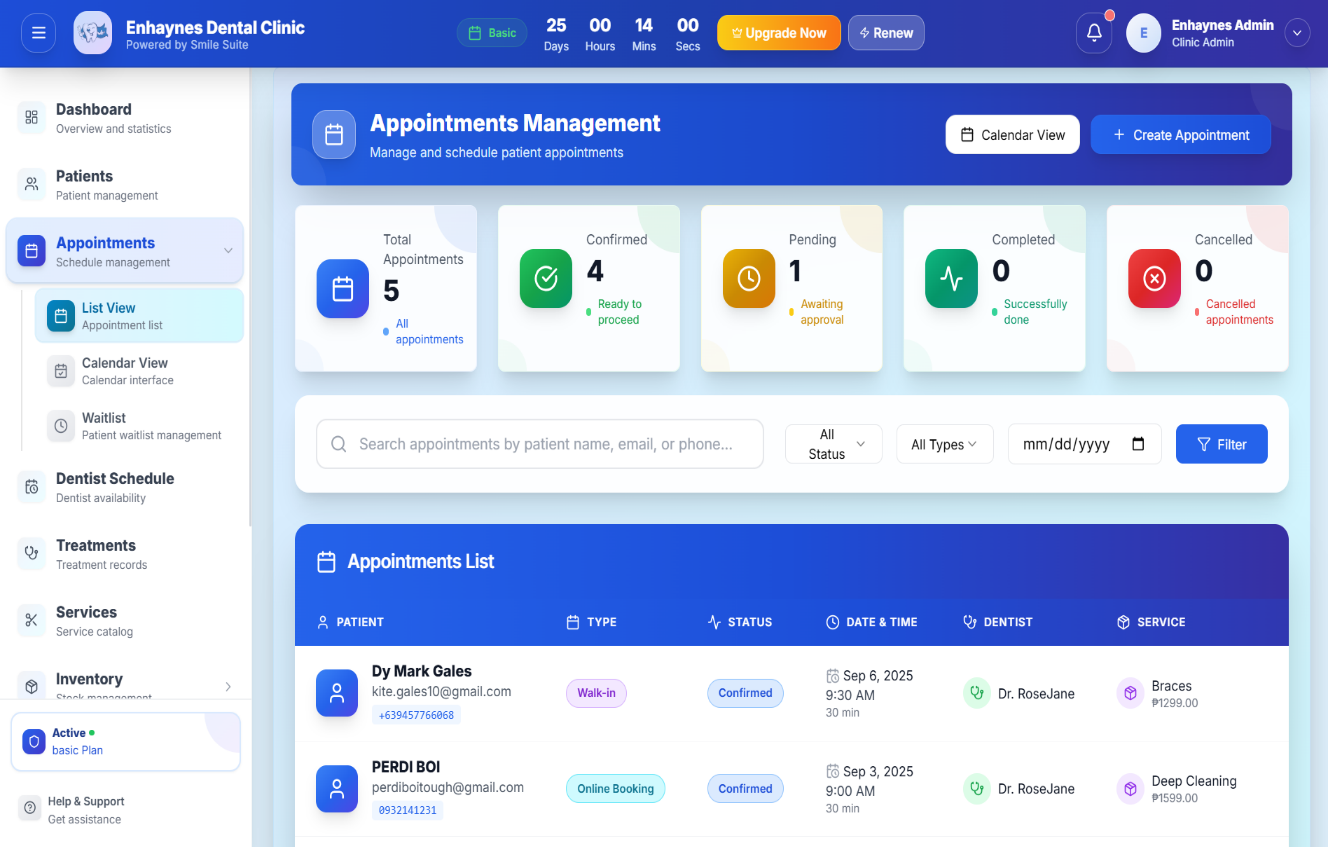 Enhaynes Dental Clinic
Powered by Smile Suite
Basic
25 00 14 00
Days Hours Mins Secs
Upgrade Now
Renew
E
Enhaynes Admin
Clinic Admin
Dashboard
Overview and statistics
Patients
Patient management
Appointments
Schedule management
List View
Appointment list
Calendar View
Calendar interface
Waitlist
Patient waitlist management
Dentist Schedule
Dentist availability
Treatments
Treatment records
Services
Service catalog
Inventory
Stock management
Active
basic Plan
Help & Support
Get assistance
Appointments Management
Manage and schedule patient appointments
Calendar View
+ Create Appointment
Total
Appointments
5
All
appointments
Confirmed
4
Ready to
proceed
Pending
1
Awaiting
approval
Completed
0
Successfully
done
Cancelled
0
Cancelled
appointments
Search appointments by patient name, email, or phone...
All
Status
All Types
mm/dd/yyyy
Filter
Appointments List
PATIENT TYPE STATUS DATE & TIME DENTIST SERVICE
Dy Mark Gales
kite.gales10@gmail.com
+639457766068
Walk-in
Confirmed
Sep 6, 2025
9:30 AM
30 min
Dr. RoseJane
Braces
₱1299.00
PERDI BOI
perdiboitough@gmail.com
0932141231
Online Booking
Confirmed
Sep 3, 2025
9:00 AM
30 min
Dr. RoseJane
Deep Cleaning
₱1599.00